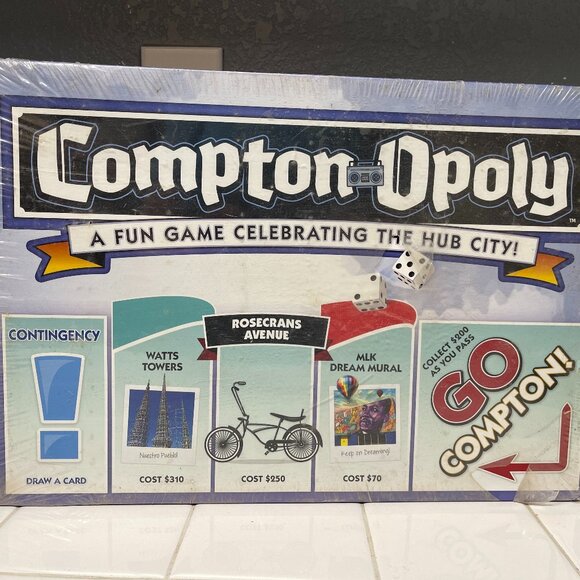 Compton Opoly
TM
A FUN GAME CELEBRATING THE HUB CITY!
CONTINGENCY
!
DRAW A CARD
WATTS
TOWERS
Nuestro Pueblo!
COST $310
ROSECRANS
AVENUE
COST $250
MLK
DREAM MURAL
Keep on Dreaming!
COST $70
COLLECT $200
AS YOU PASS
GO
COMPTON!